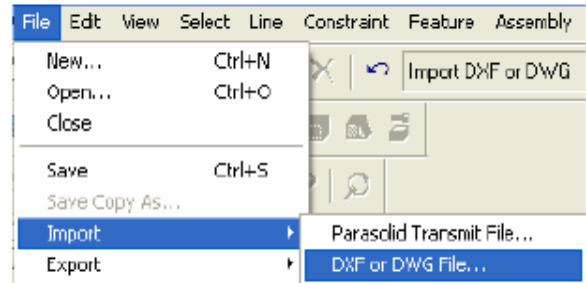 File Edit View Select Line Constraint Feature Assembly
New... Ctrl+N
Import DXF or DWG
Open... Ctrl+O
Close
Save Ctrl+S
Save Copy As...
Import
Parasolid Transmit File...
Export
DXF or DWG File...